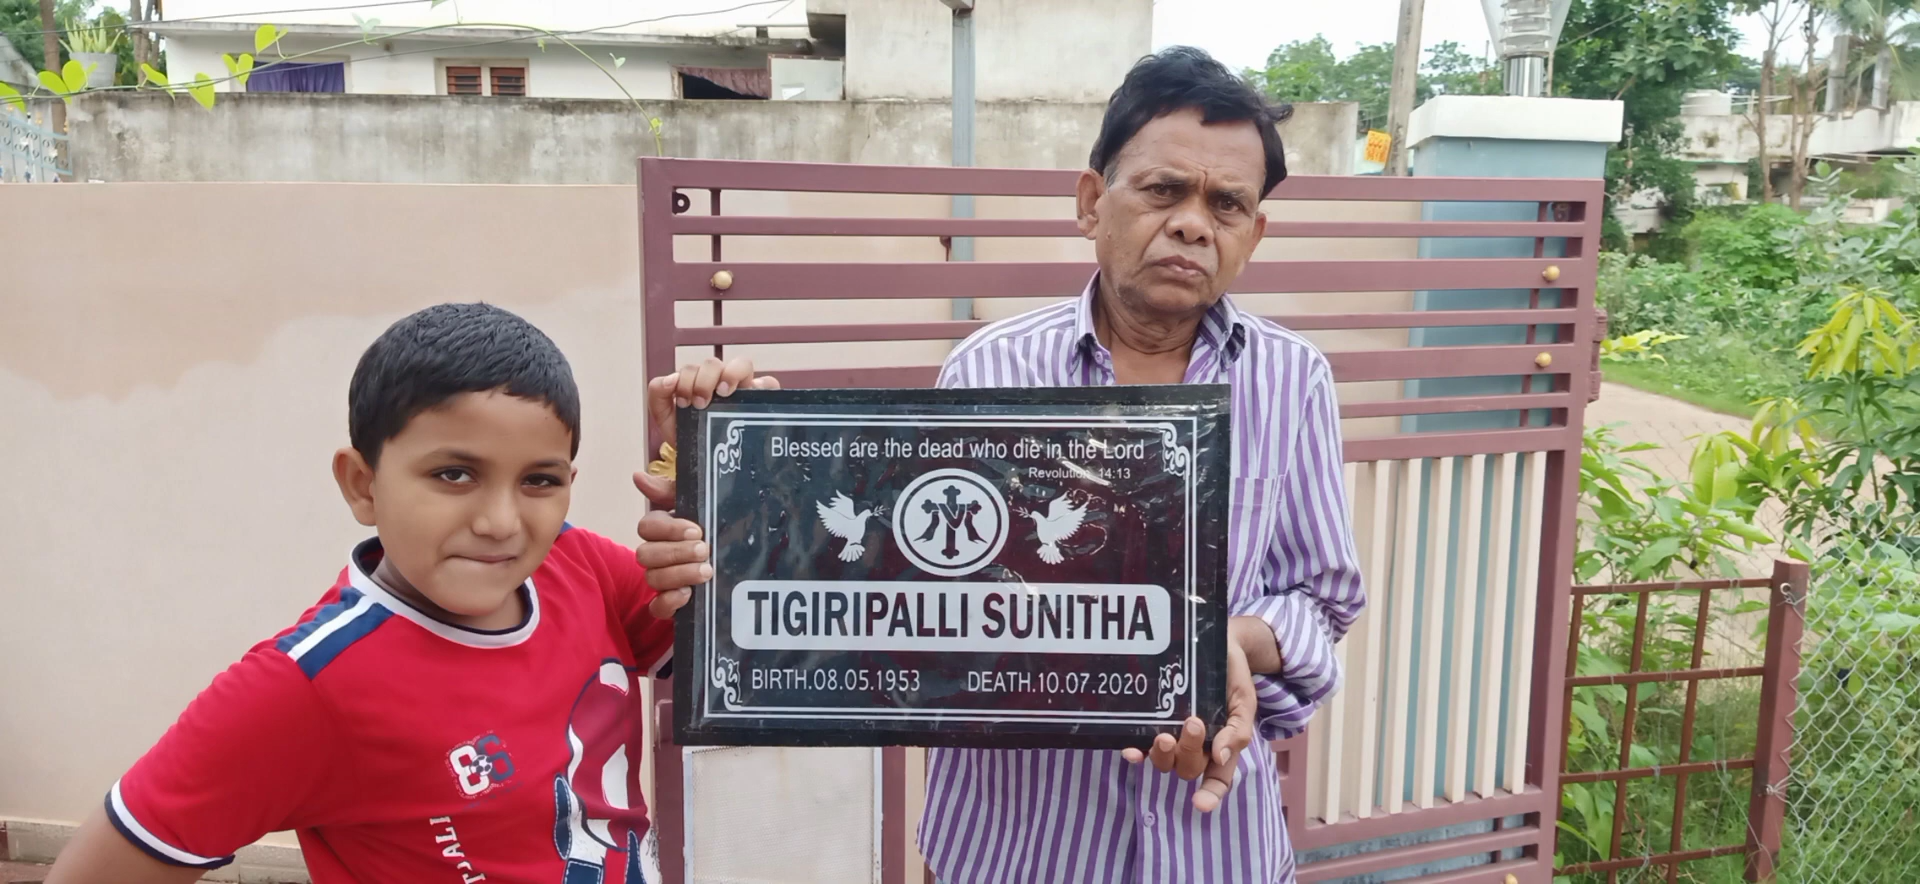 Blessed are the dead who die in the Lord
Revolution 14:13
TIGIRIPALLI SUNITHA
BIRTH.08.05.1953 DEATH.10.07.2020
86